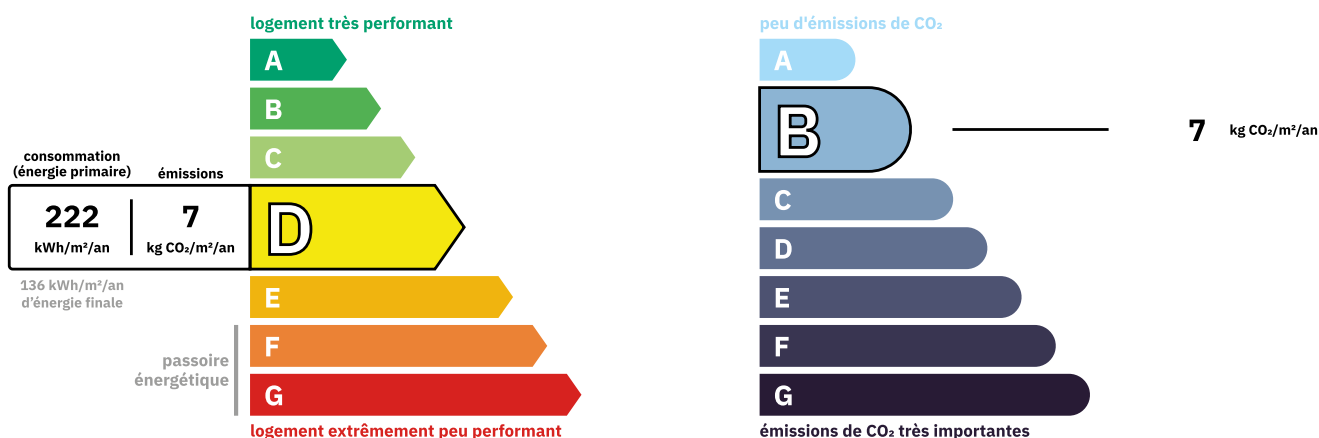 logement très performant
A
B
C
consommation
(énergie primaire)
émissions
222
kWh/m²/an
7
kg CO₂/m²/an
D
136 kWh/m²/an
d'énergie finale
E
passoire
énergétique
F
G
logement extrêmement peu performant
peu d'émissions de CO₂
A
B
7 kg CO₂/m²/an
C
D
E
F
G
émissions de CO₂ très importantes